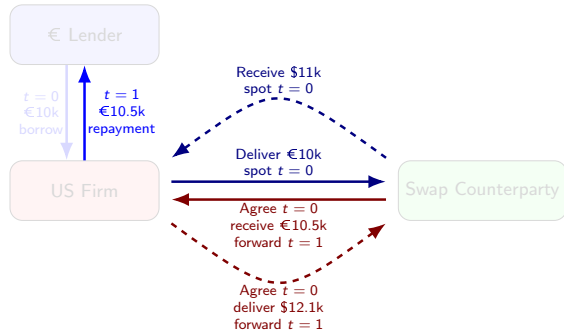 € Lender
t = 0
€10k
borrow
t = 1
€10.5k
repayment
Receive $11k
spot t = 0
Deliver €10k
spot t = 0
US Firm
Swap Counterparty
Agree t = 0
receive €10.5k
forward t = 1
Agree t = 0
deliver $12.1k
forward t = 1